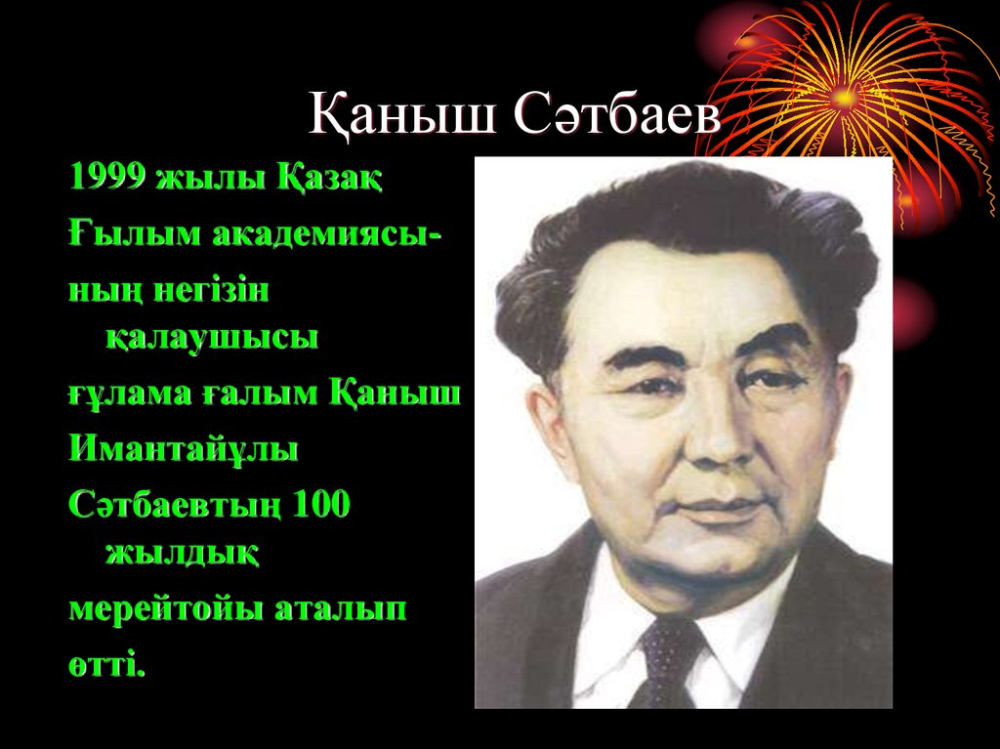 Қаныш Сәтбаев
1999 жылы Қазақ
Ғылым академиясы-
ның негізін
қалаушысы
ғұлама ғалым Қаныш
Имантайұлы
Сәтбаевтың 100
жылдық
мерейтойы аталып
өтті.